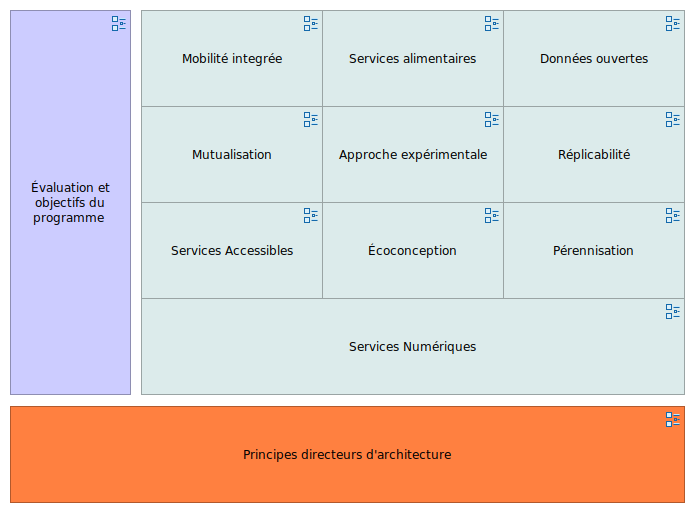 Mobilité integrée
Services alimentaires
Données ouvertes
Mutualisation
Approche expérimentale
Réplicabilité
Évaluation et
objectifs du
programme
Services Accessibles
Écoconception
Pérennisation
Services Numériques
Principes directeurs d'architecture